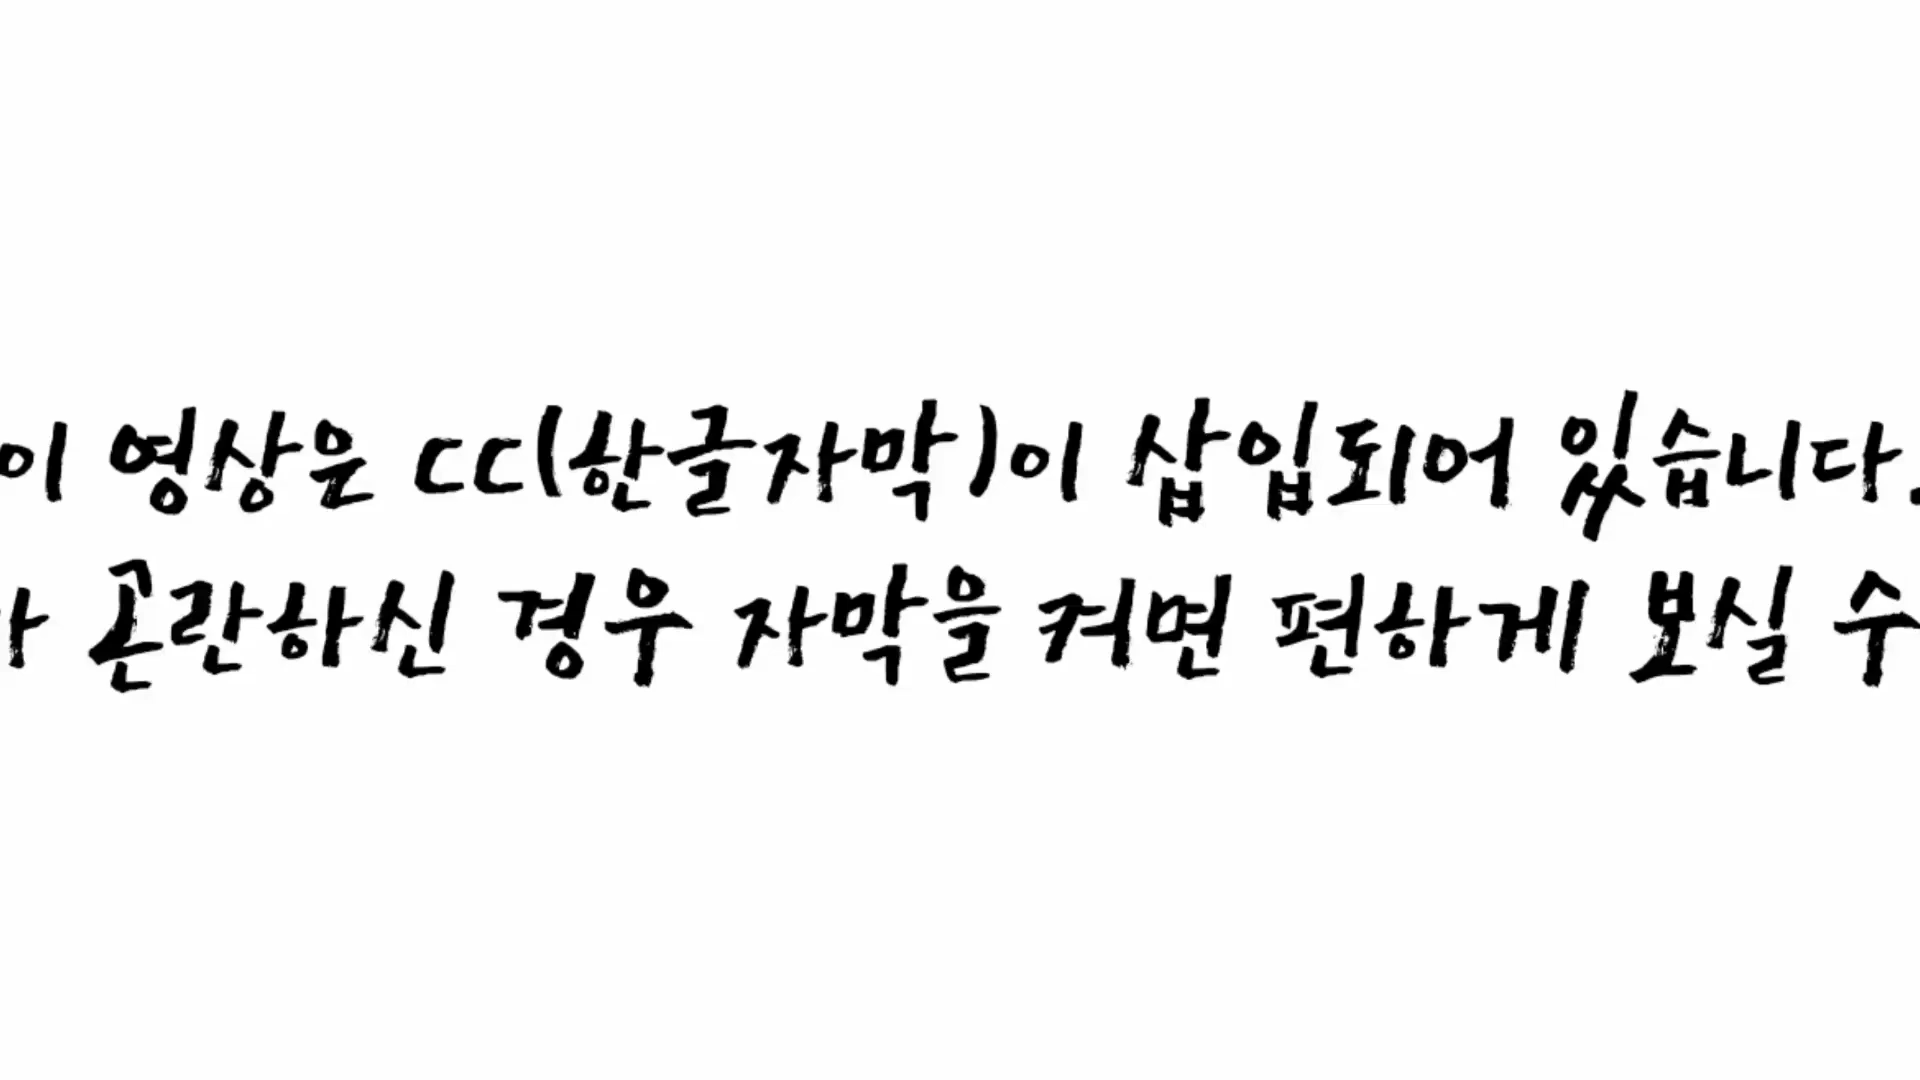 이 영상은 CC(한글자막)이 삽입되어 있습니다.
곤란하신 경우 자막을 켜면 편하게 보실 수